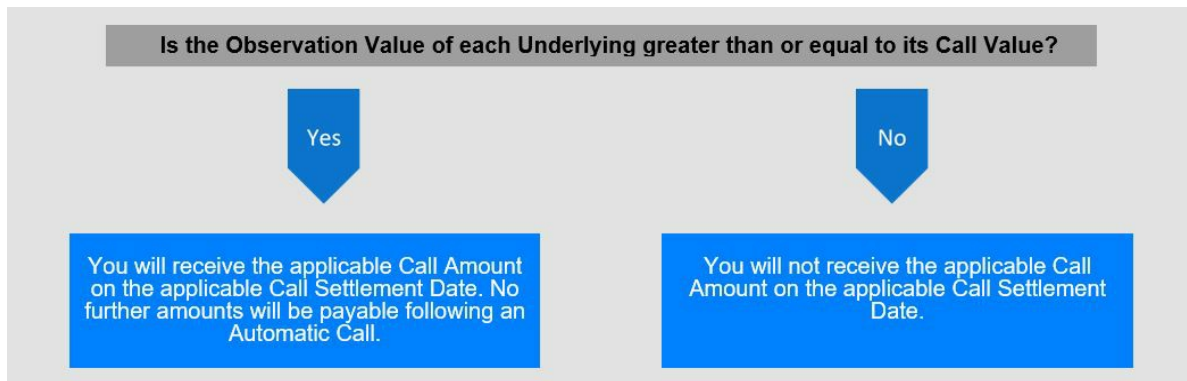 Is the Observation Value of each Underlying greater than or equal to its Call Value?
Yes
No
You will receive the applicable Call Amount
on the applicable Call Settlement Date. No
further amounts will be payable following an
Automatic Call.
You will not receive the applicable Call
Amount on the applicable Call Settlement
Date.